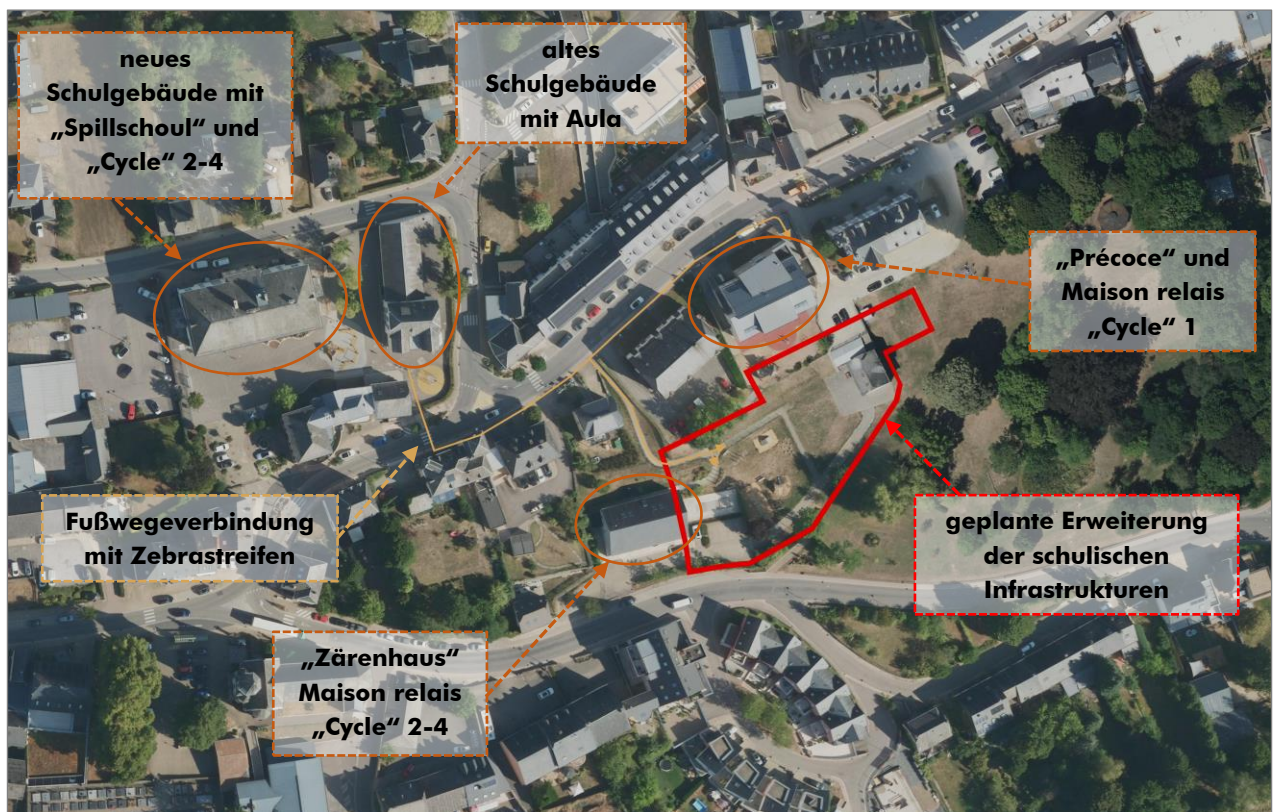 neues
Schulgebäude mit
„Spillschoul“ und
„Cycle“ 2-4
altes
Schulgebäude
mit Aula
„Précoce“ und
Maison relais
„Cycle“ 1
Fußwegeverbindung
mit Zebrastreifen
geplante Erweiterung
der schulischen
Infrastrukturen
„Zärenhaus“
Maison relais
„Cycle“ 2-4